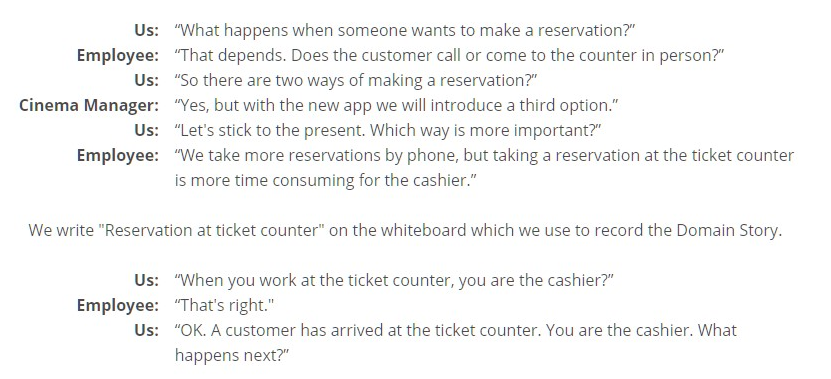 Us: “What happens when someone wants to make a reservation?”
Employee: “That depends. Does the customer call or come to the counter in person?”
Us: “So there are two ways of making a reservation?”
Cinema Manager: “Yes, but with the new app we will introduce a third option.”
Us: “Let's stick to the present. Which way is more important?”
Employee: “We take more reservations by phone, but taking a reservation at the ticket counter
is more time consuming for the cashier.”
We write "Reservation at ticket counter" on the whiteboard which we use to record the Domain Story.
Us: “When you work at the ticket counter, you are the cashier?”
Employee: “That's right."
Us: “OK. A customer has arrived at the ticket counter. You are the cashier. What
happens next?”